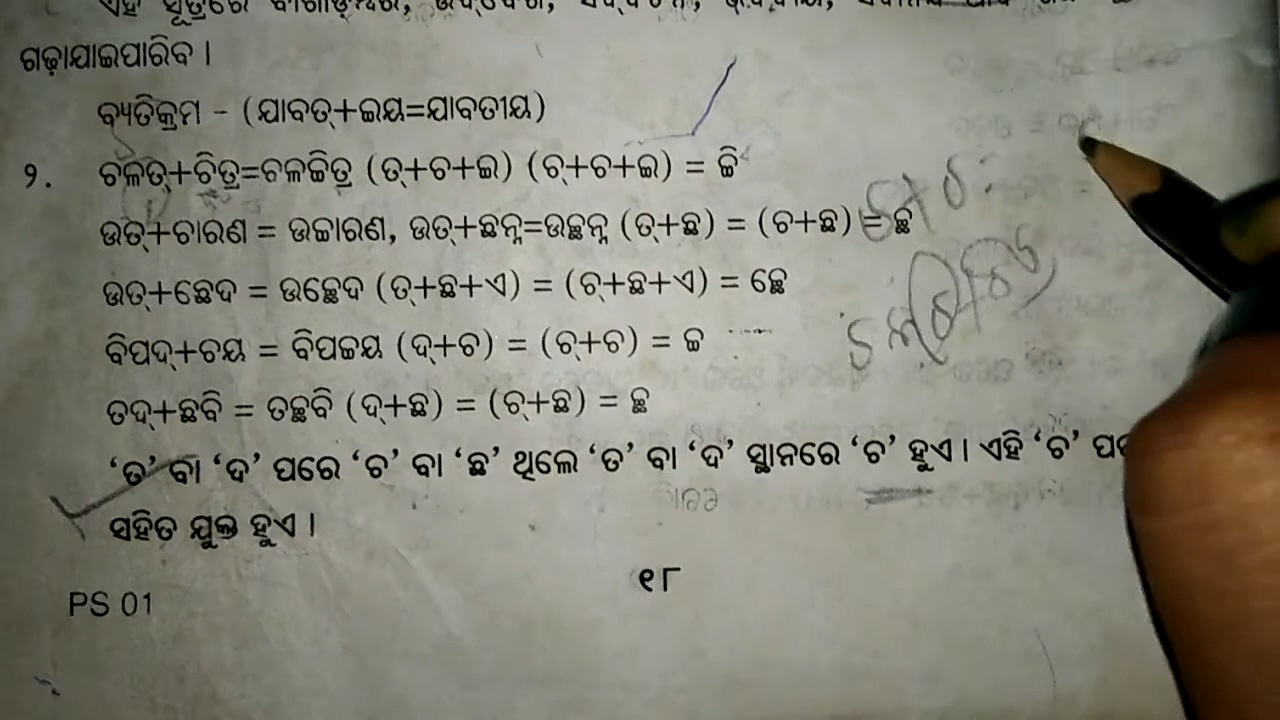 ଗଢ଼ାଯାଇପାରିବ ।
ବ୍ୟତିକ୍ରମ - (ଯାବତ୍+ଇୟ=ଯାବତୀୟ)
୨. ଚଳତ୍+ଚିତ୍ର=ଚଳଚ୍ଚିତ୍ର (ତ୍+ଚ+ଇ) (ଚ୍+ଚ+ଇ) = ଚ୍ଚି
ଉତ୍+ଚାରଣ = ଉଚ୍ଚାରଣ, ଉତ୍+ଛନ୍ନ=ଉଚ୍ଛନ୍ନ (ତ୍+ଛ) = (ଚ+ଛ) = ଚ୍ଛ
ଉତ୍+ଛେଦ = ଉଚ୍ଛେଦ (ତ୍+ଛ+ଏ) = (ଚ୍+ଛ+ଏ) = ଚ୍ଛେ
ବିପଦ୍+ଚୟ = ବିପଚ୍ଚୟ (ଦ୍+ଚ) = (ଚ୍+ଚ) = ଚ୍ଚ
ତଦ୍+ଛବି = ତଚ୍ଛବି (ଦ୍+ଛ) = (ଚ୍+ଛ) = ଚ୍ଛ
‘ତ’ ବା ‘ଦ’ ପରେ ‘ଚ’ ବା ‘ଛ’ ଥିଲେ ‘ତ’ ବା ‘ଦ’ ସ୍ଥାନରେ ‘ଚ’ ହୁଏ । ଏହି ‘ଚ’
ସହିତ ଯୁକ୍ତ ହୁଏ ।
୧୮
PS 01